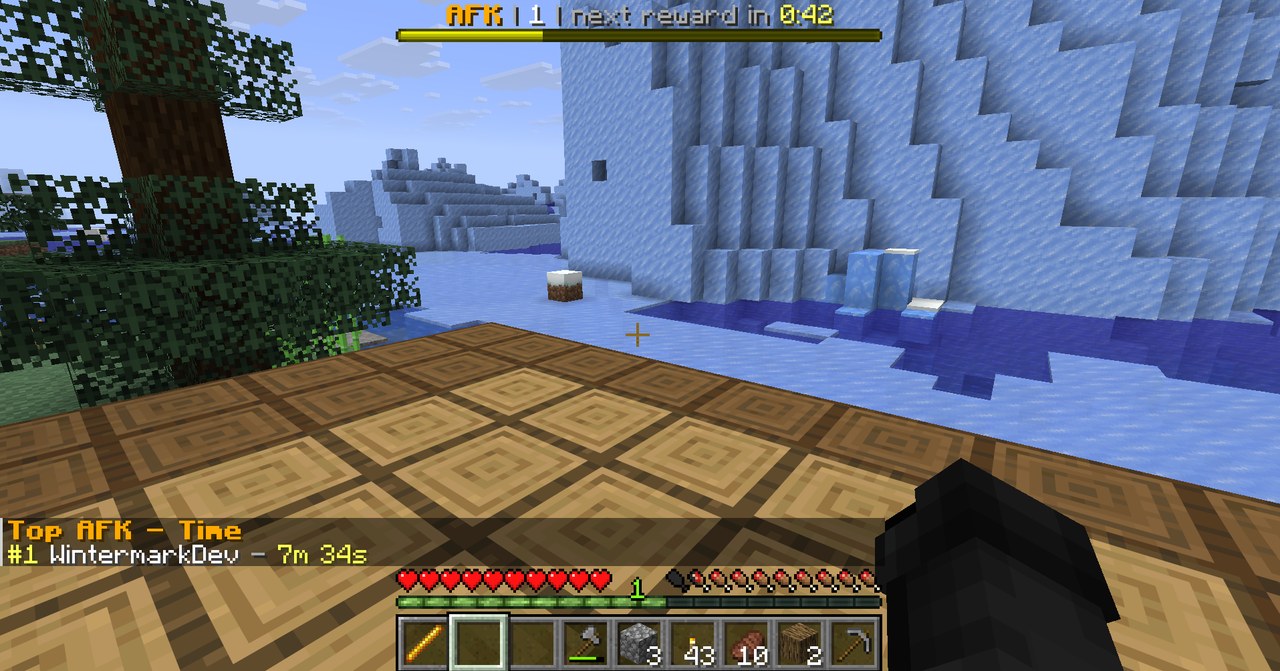 AFK | 1 | next reward in 0:42
Top AFK – Time
#1 WintermarkDev – 7m 34s
1
3 43 10 2